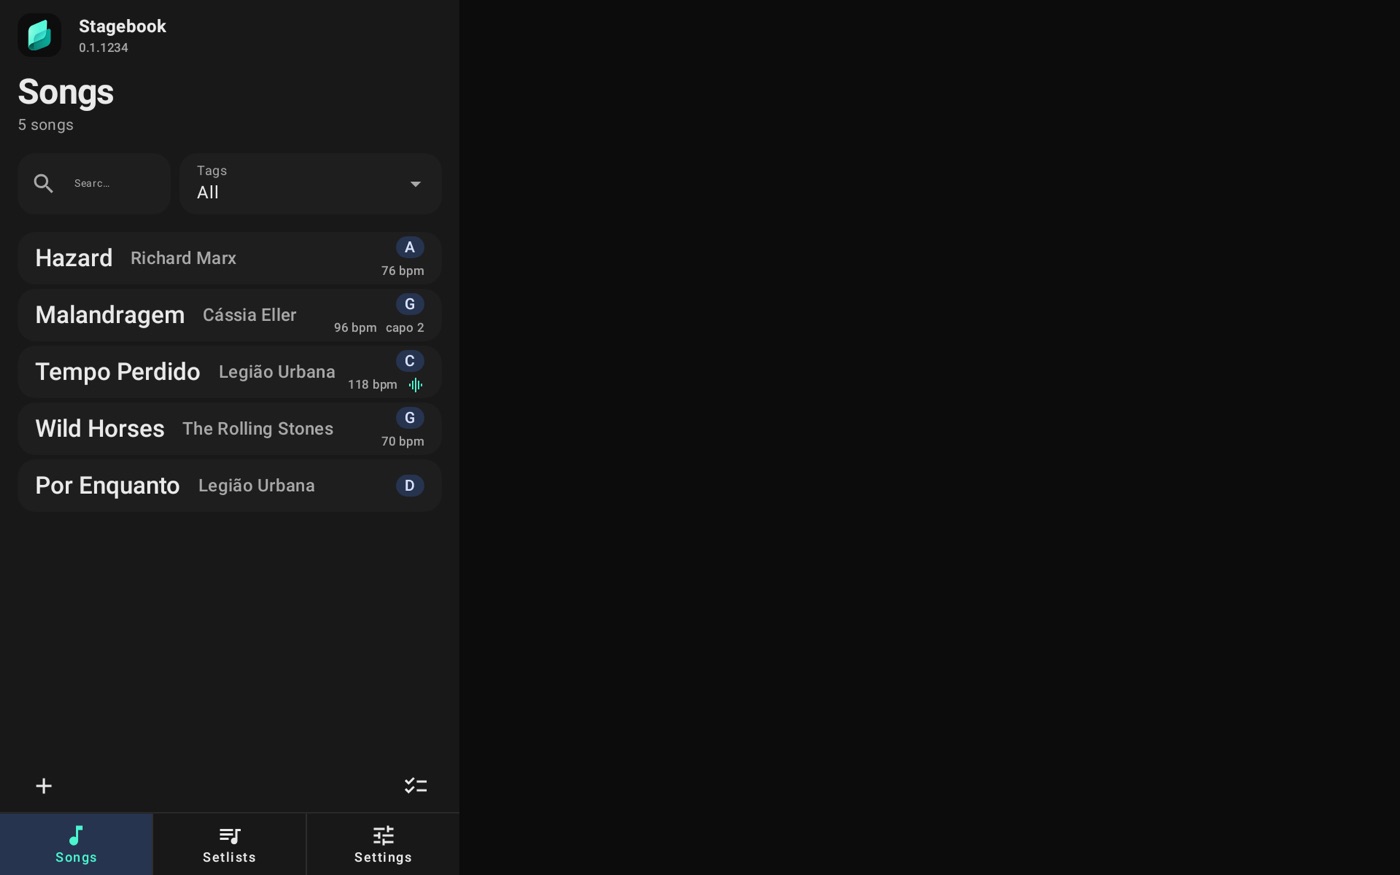 Stagebook
0.1.1234
Songs
5 songs
Searc...
Tags
All
Hazard Richard Marx A
76 bpm
Malandragem Cássia Eller G
96 bpm capo 2
Tempo Perdido Legião Urbana C
118 bpm
Wild Horses The Rolling Stones G
70 bpm
Por Enquanto Legião Urbana D
Songs Setlists Settings